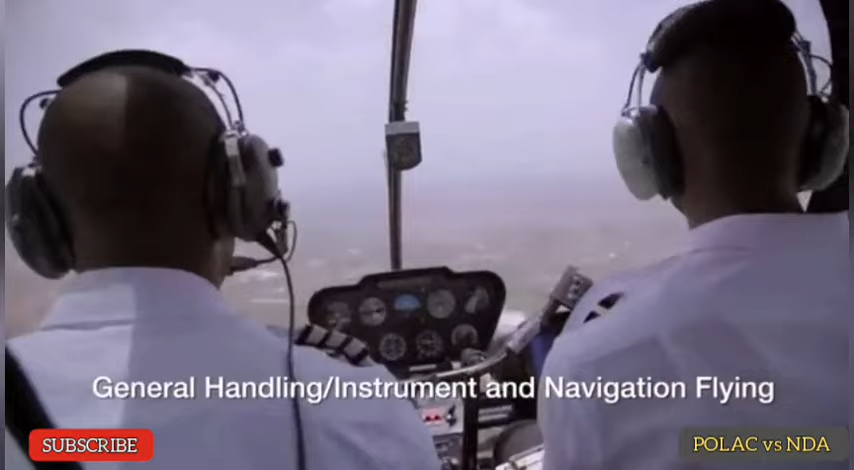 General Handling/Instrument and Navigation Flying
SUBSCRIBE
POLAC vs NDA